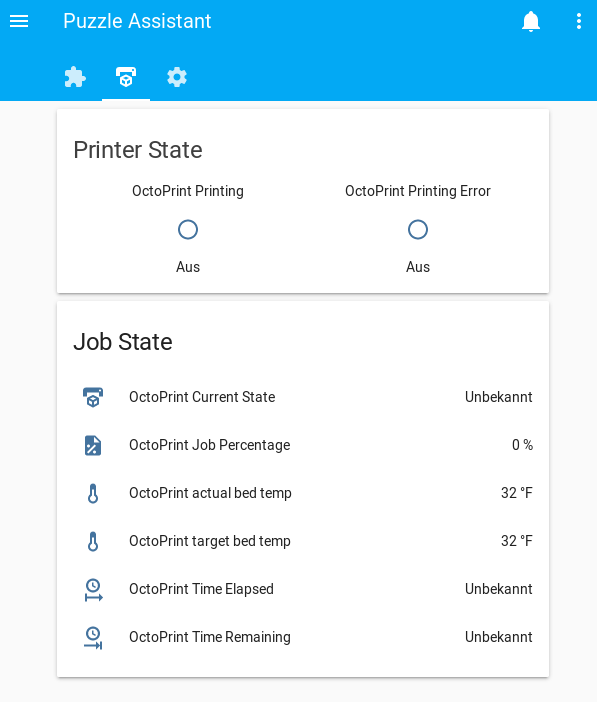 Puzzle Assistant
Printer State
OctoPrint Printing
OctoPrint Printing Error
Aus
Aus
Job State
OctoPrint Current State Unbekannt
OctoPrint Job Percentage 0 %
OctoPrint actual bed temp 32 °F
OctoPrint target bed temp 32 °F
OctoPrint Time Elapsed Unbekannt
OctoPrint Time Remaining Unbekannt